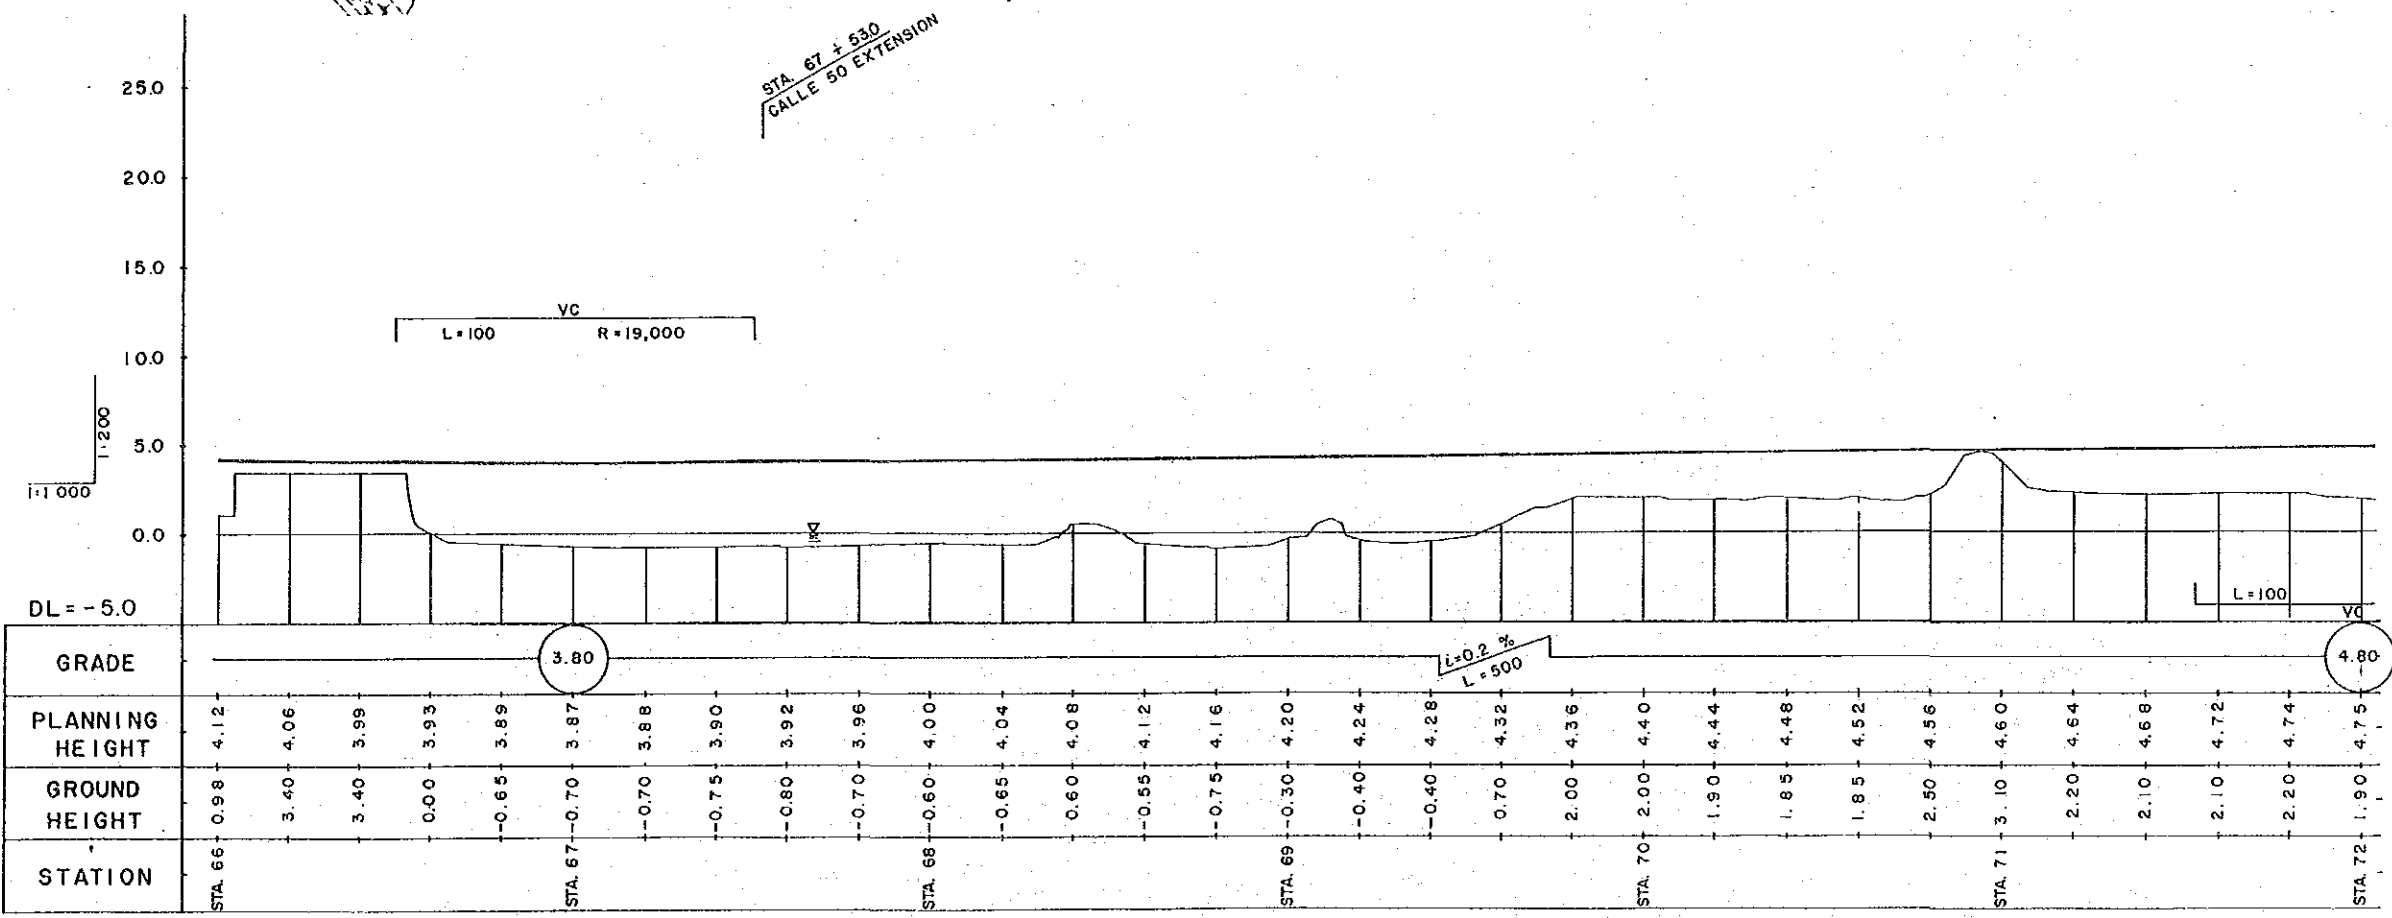 STA. 67 + 53.0
CALLE 50 EXTENSION
25.0
20.0
15.0
VC
L=100 R=19,000
10.0
1:200
5.0
1:1 000
0.0
DL = -5.0
L=100
VC
GRADE
3.80
i=0.2 %
L = 500
4.80
PLANNING HEIGHT
4.12 4.06 3.99 3.93 3.89 3.87 3.88 3.90 3.92 3.96 4.00 4.04 4.08 4.12 4.16 4.20 4.24 4.28 4.32 4.36 4.40 4.44 4.48 4.52 4.56 4.60 4.64 4.68 4.72 4.74 4.75
GROUND HEIGHT
0.98 3.40 3.40 0.00 -0.65 -0.70 -0.70 -0.75 -0.80 -0.70 -0.60 -0.65 0.60 -0.55 -0.75 -0.30 -0.40 -0.40 0.70 2.00 2.00 1.90 1.85 1.85 2.50 3.10 2.20 2.10 2.10 2.20 1.90
STATION
STA. 66 STA. 67 STA. 68 STA. 69 STA. 70 STA. 71 STA. 72